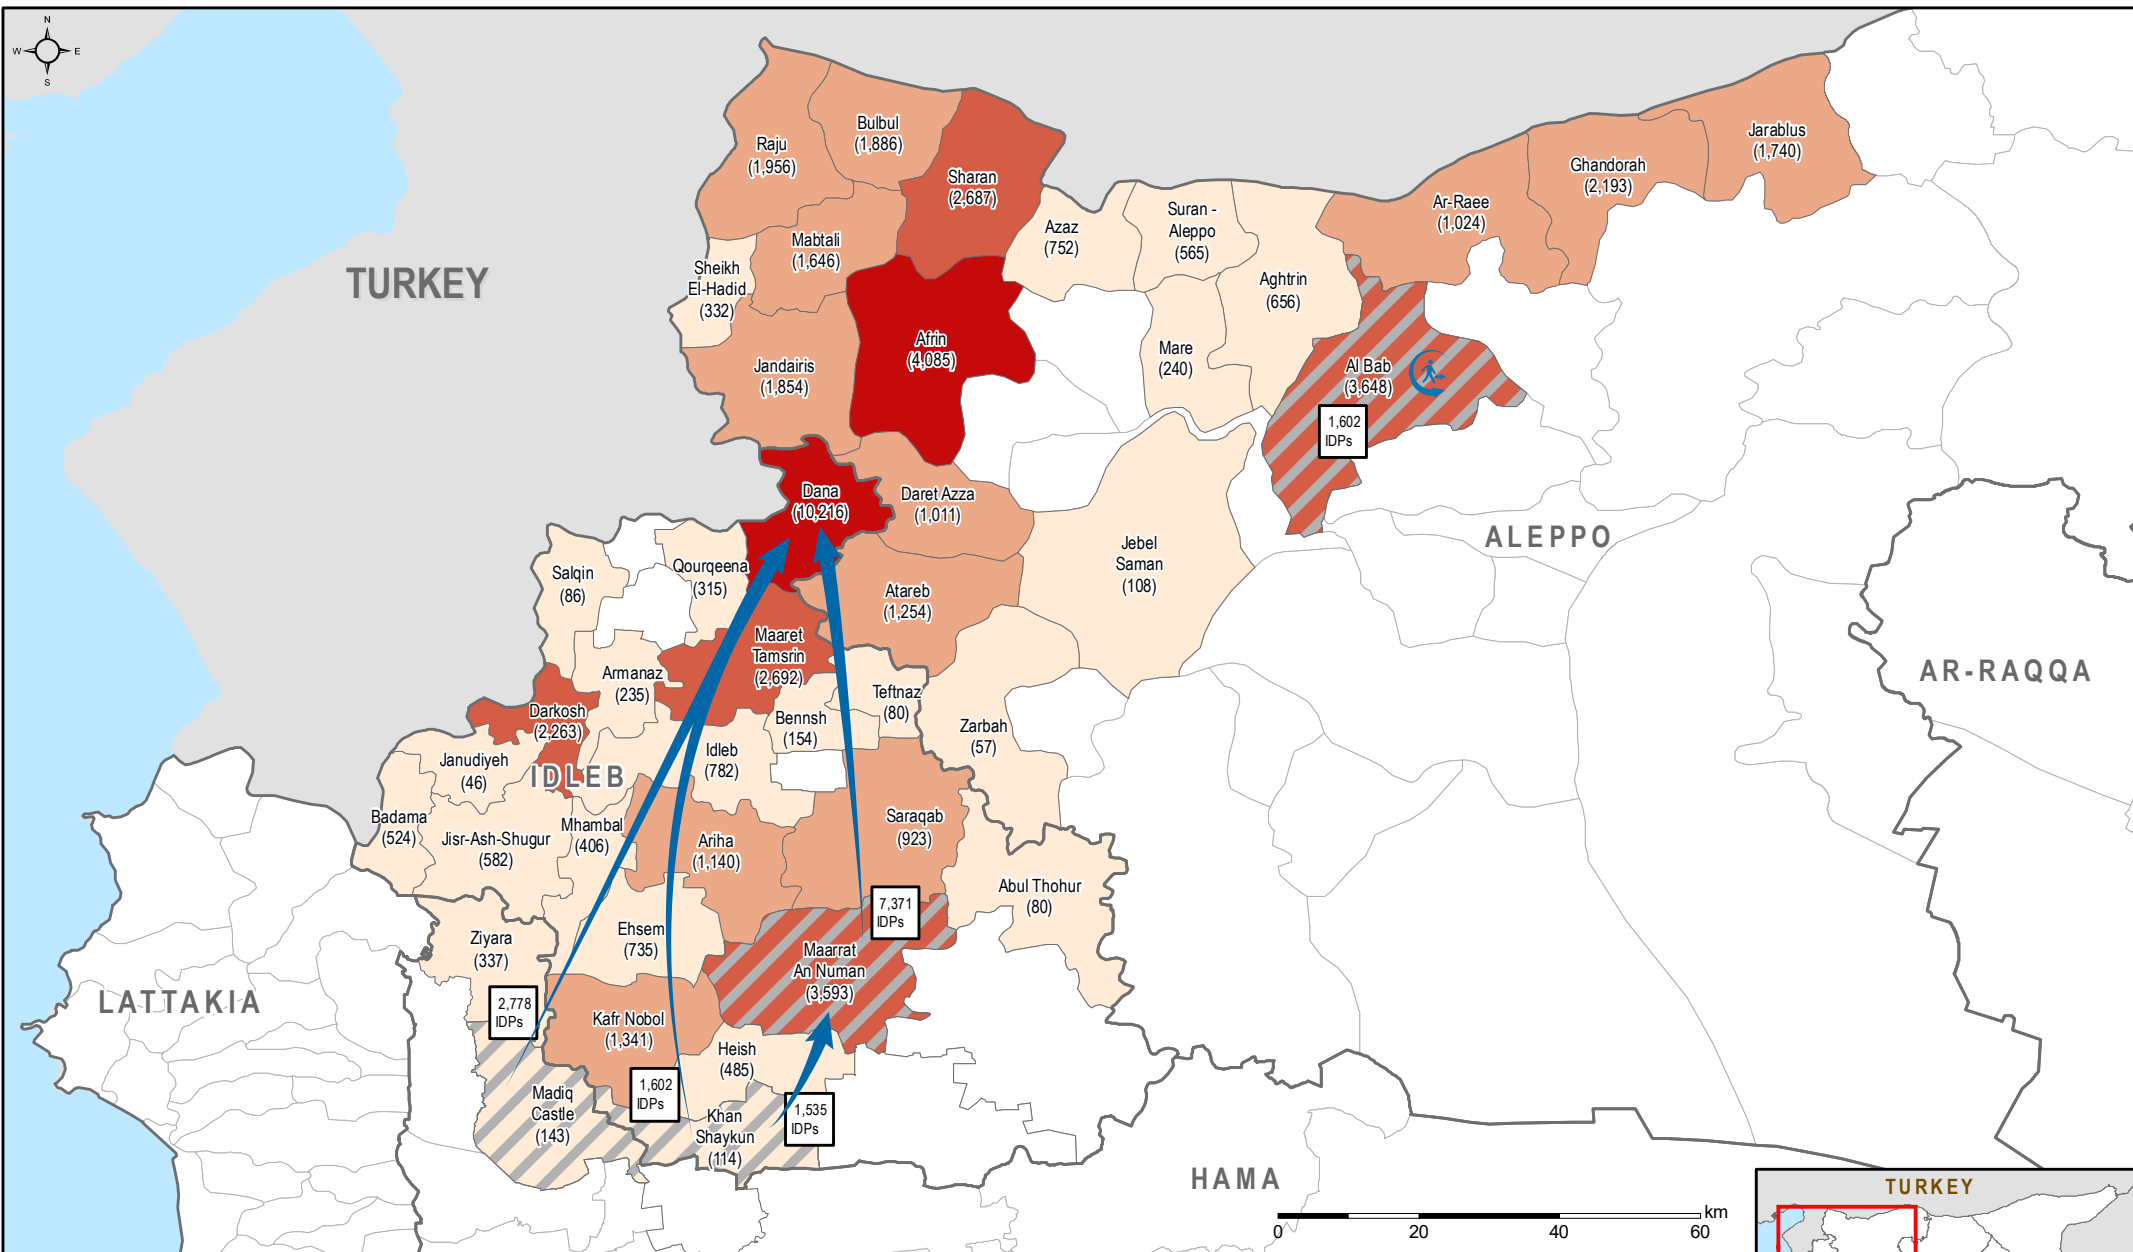 N
W
E
S
TURKEY
Raju
(1,956)
Bulbul
(1,886)
Sharan
(2,687)
Jarablus
(1,740)
Ghandorah
(2,193)
Ar-Raee
(1,024)
Azaz
(752)
Suran -
Aleppo
(565)
Aghtrin
(656)
Mabtali
(1,646)
Sheikh
El-Hadid
(332)
Afrin
(4,085)
Jandairis
(1,854)
Mare
(240)
Al Bab
(3,648)
1,602
IDPs
Dana
(10,216)
Daret Azza
(1,011)
ALEPPO
Jebel
Saman
(108)
Salqin
(86)
Qourqeena
(315)
Atareb
(1,254)
Maaret
Tamsrin
(2,692)
AR-RAQQA
Armanaz
(235)
Teftnaz
(80)
Darkosh
(2,263)
Bennsh
(154)
Zarbah
(57)
Janudiyeh
(46)
IDLEB
Idleb
(782)
Badama
(524)
Jisr-Ash-Shugur
(582)
Mhambal
(406)
Ariha
(1,140)
Saraqab
(923)
Abul Thohur
(80)
7,371
IDPs
Ziyara
(337)
Ehsem
(735)
Maarrat
An Numan
(3,593)
LATTAKIA
2,778
IDPs
Kafr Nobol
(1,341)
Heish
(485)
Madiq
Castle
(143)
1,602
IDPs
Khan
Shaykun
(114)
1,535
IDPs
HAMA
km
0
20
40
60
TURKEY